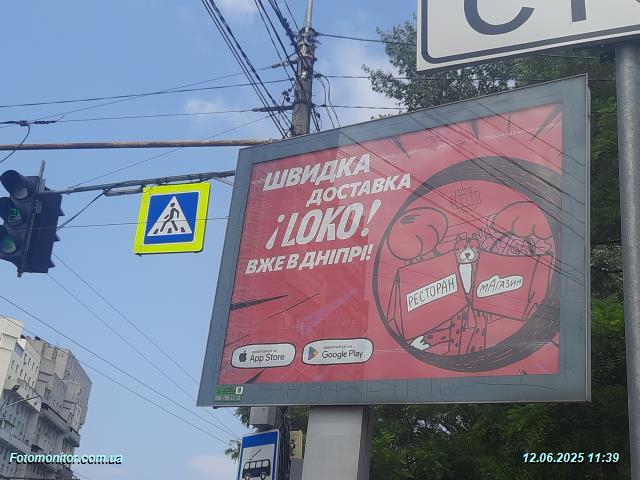 ШВИДКА
ДОСТАВКА
¡LOKO!
ВЖЕ В ДНІПРІ!
РЕСТОРАН
МАГАЗИН
App Store
Google Play
Fotomonitor.com.ua
12.06.2025 11:39